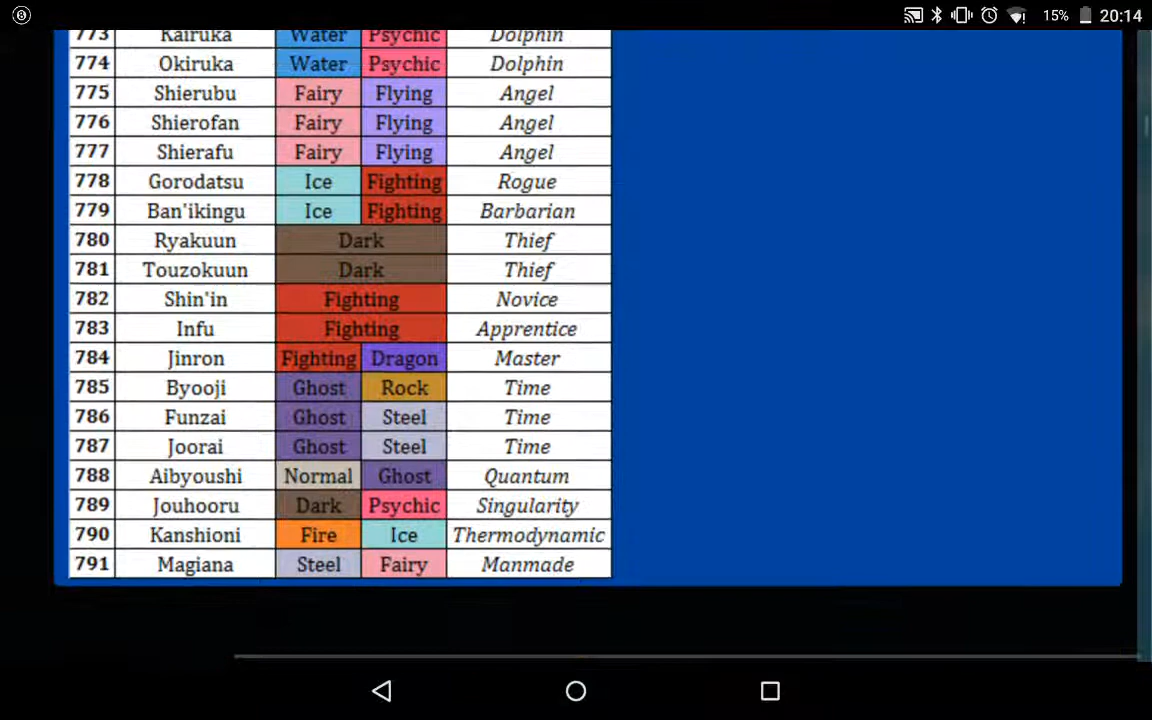 15% 20:14
773 Kairuka Water Psychic Dolphin
774 Okiruka Water Psychic Dolphin
775 Shierubu Fairy Flying Angel
776 Shierofan Fairy Flying Angel
777 Shierafu Fairy Flying Angel
778 Gorodatsu Ice Fighting Rogue
779 Ban'ikingu Ice Fighting Barbarian
780 Ryakuun Dark Thief
781 Touzokuun Dark Thief
782 Shin'in Fighting Novice
783 Infu Fighting Apprentice
784 Jinron Fighting Dragon Master
785 Byooji Ghost Rock Time
786 Funzai Ghost Steel Time
787 Joorai Ghost Steel Time
788 Aibyoushi Normal Ghost Quantum
789 Jouhooru Dark Psychic Singularity
790 Kanshioni Fire Ice Thermodynamic
791 Magiana Steel Fairy Manmade